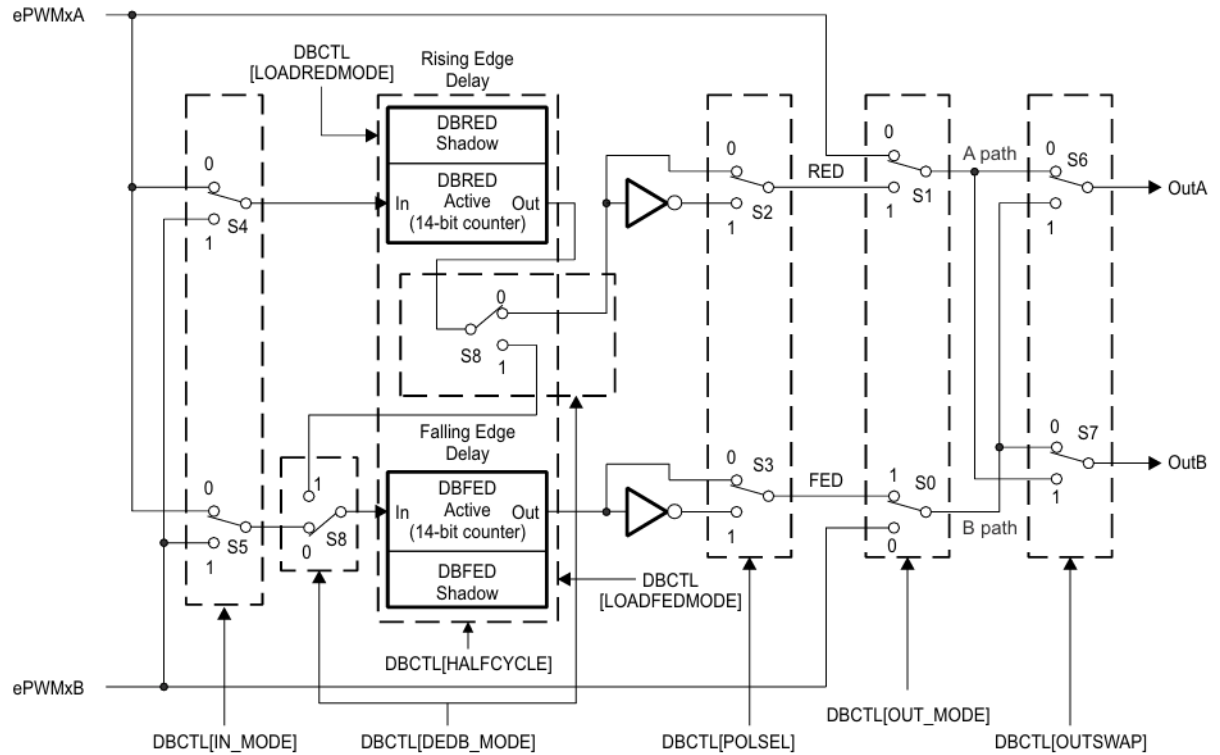 ePWMxA
DBCTL
[LOADREDMODE]
Rising Edge
Delay
DBRED
Shadow
DBRED
Active
(14-bit counter)
In
Out
0
S4
1
0
S2
1
RED
0
S1
1
A path
0
S6
1
OutA
0
S8
1
Falling Edge
Delay
0
S5
1
1
S8
0
In
DBFED
Active
(14-bit counter)
Out
DBFED
Shadow
0
S3
1
FED
1
S0
0
B path
0
S7
1
OutB
DBCTL
[LOADFEDMODE]
DBCTL[HALFCYCLE]
ePWMxB
DBCTL[IN_MODE]
DBCTL[DEDB_MODE]
DBCTL[POLSEL]
DBCTL[OUT_MODE]
DBCTL[OUTSWAP]